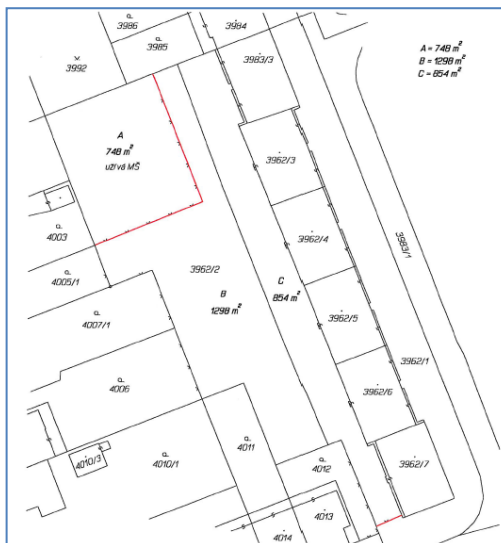 3986
3985
3984
3992
3983/3
A = 748 m²
B = 1298 m²
C = 854 m²
A
748 m²
užívá MŠ
3962/3
4003
3962/4
3983/1
4005/1
3962/2
B
1298 m²
C
854 m²
4007/1
3962/5
4006
3962/6
3962/1
4010/3
4010/1
4011
4012
3962/7
4013
4014